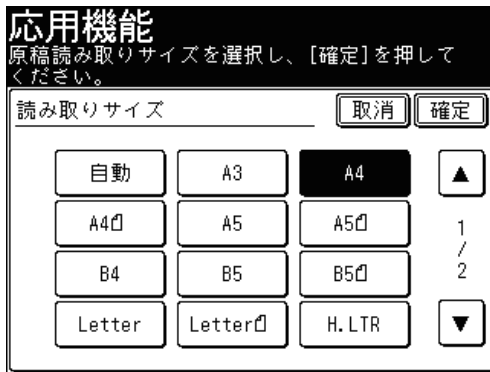 応用機能
原稿読み取りサイズを選択し、[確定]を押して
ください。
読み取りサイズ 取消 確定
自動 A3 A4 ▲
A4 A5 A5 1
/
B4 B5 B5 2
Letter Letter H.LTR ▼